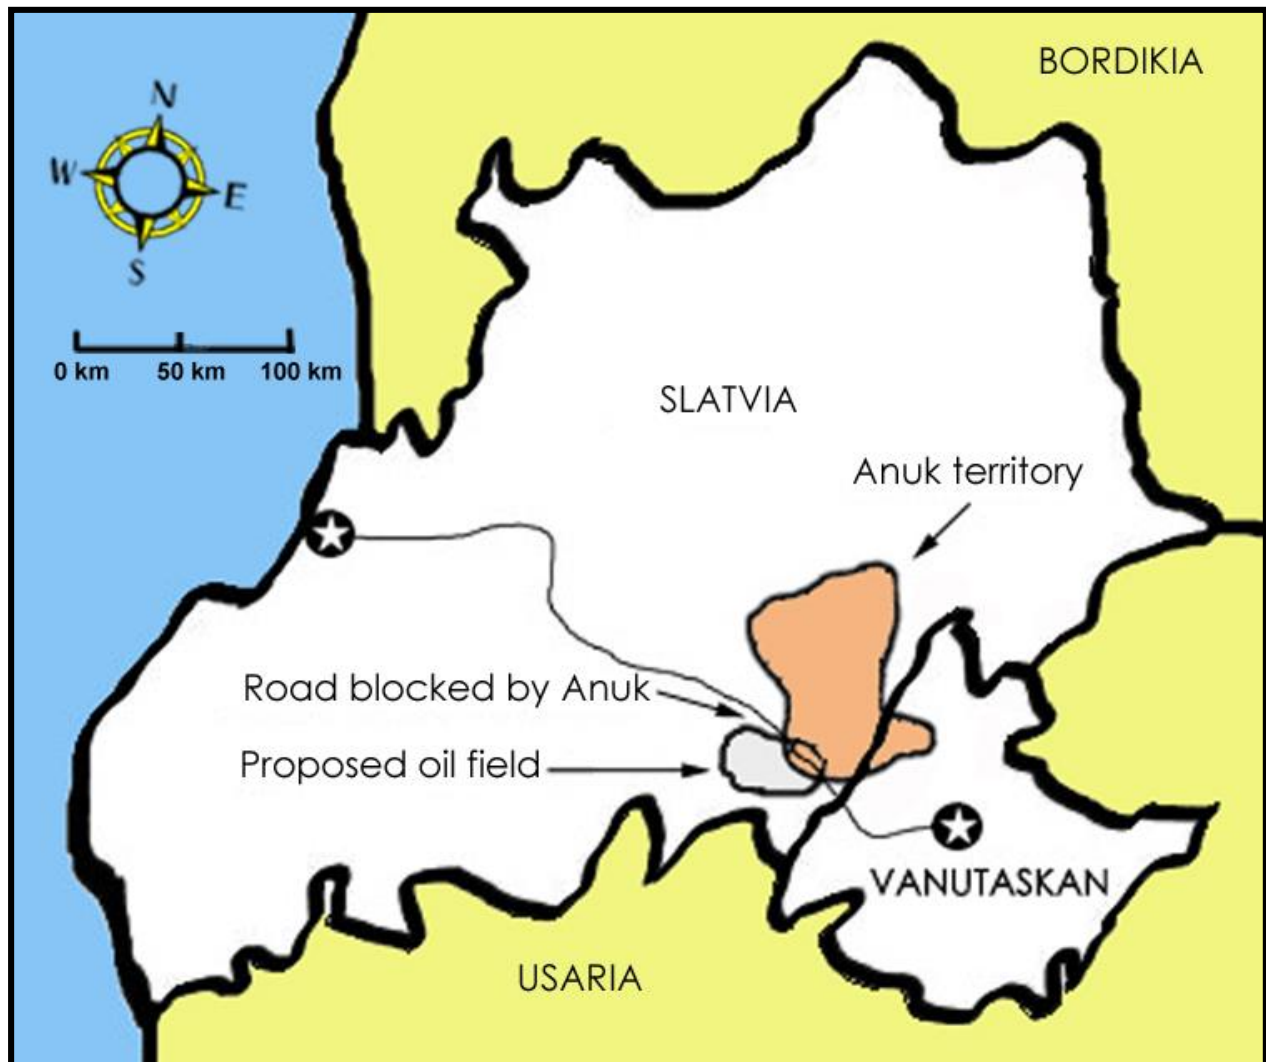 BORDIKIA
N
W
E
S
0 km 50 km 100 km
SLATVIA
Anuk territory
Road blocked by Anuk
Proposed oil field
VANUTASKAN
USARIA